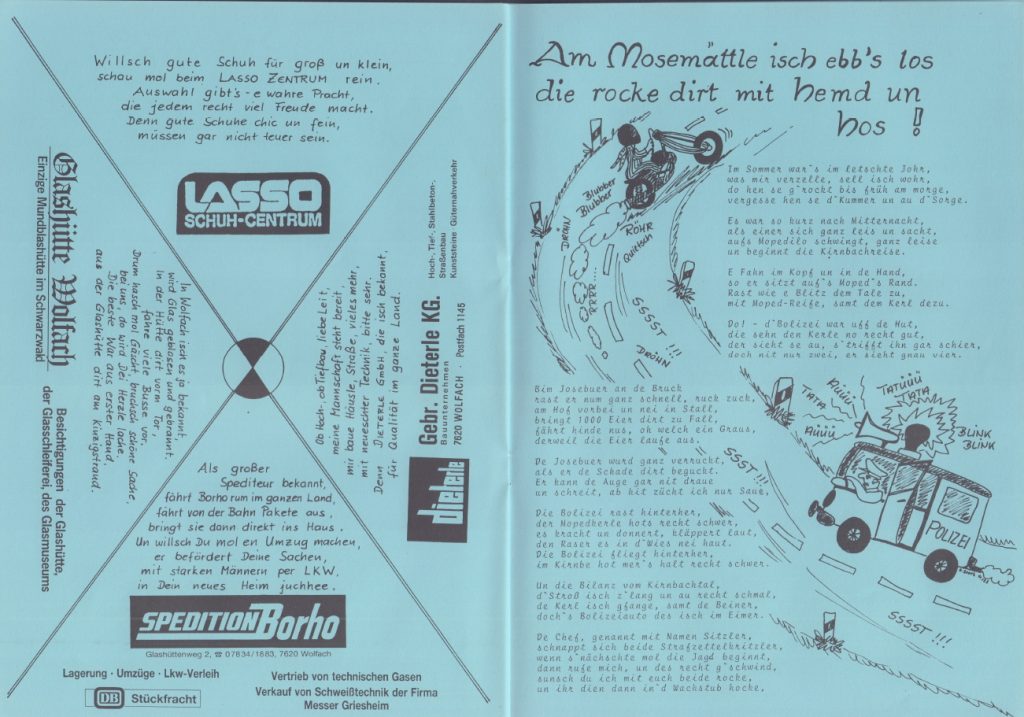 Willsch gute Schuh für groß un klein,
schau mol beim LASSO ZENTRUM rein.
Auswahl gibt's - e wahre Pracht,
die jedem recht viel Freude macht.
Denn gute Schuhe chic un fein,
müssen gar nicht teuer sein.
LASSO
SCHUH-CENTRUM
Glashütte Wolfach
Einzige Mundblashütte im Schwarzwald
In Wolfach isch es ja bekannt.
wird Glas geblosen und gebrannt.
In der Hütte dirt vorm Tor
fahre viele Busse vor,
Drum hasch mol Gäscht, bruchsch schöne Sache,
bei uns, do wird Dei Herzle lache,
Die beste War aus erster Hand.
aus der Glashütte dirt am Kinzigstrand.
Besichtigungen der Glashütte,
der Glasschleiferei, des Glasmuseums
Ob Hoch-, ob Tiefbau liebe Leit,
meine Mannschaft steht bereit
mir baue Häusle, Straße, vieles mehr,
mit neueschter Technik, bitte sehr.
Denn DIETERLE GmbH. die isch bekannt,
für Qualität im ganze Land.
dieterle
Gebr. Dieterle KG.
Bauunternehmen
7620 WOLFACH · Postfach 1145
Hoch-, Tief-, Stahlbeton-,
Straßenbau
Kunststeine Güternahverkehr
Als großer
Spediteur bekannt,
fährt Borho rum im ganzen Land,
fährt von der Bahn Pakete aus,
bringt sie dann direkt ins Haus.
Un willsch Du mol en Umzug machen,
er befördert Deine Sachen,
mit starken Männern per LKW,
in Dein neues Heim juchhee.
SPEDITION Borho
Glashüttenweg 2, ☎ 07834/1883, 7620 Wolfach
Lagerung · Umzüge · Lkw-Verleih
DB Stückfracht
Vertrieb von technischen Gasen
Verkauf von Schweißtechnik der Firma
Messer Griesheim
Am Mosemättle isch ebb's los
die rocke dirt mit Hemd un
Hos !
Blubber
Blubber
DRÖHN
RÖHR
Quietsch
RRRR...
SSSST !!!
DRÖHN
Im Sommer war`s im letschte Johr,
was mir verzelle, sell isch wohr,
do hen se g`rockt bis früh am morge,
vergesse hen se d`Kummer un au d`Sorge.
Es war so kurz nach Mitternacht,
als einer sich ganz leis un sacht,
aufs Mopedilo schwingt, ganz leise
un beginnt die Kirnbachreise.
E Fahn im Kopf un in de Hand,
so er sitzt auf`s Moped`s Rand.
Rast wie e Blitz dem Tale zu,
mit Moped-Reife, samt dem Kerl dezu.
Do! - d`Bolizei war uff de Hut,
die sehn den Kerle no recht gut,
der sieht se au, s`trifft ihn gar schier,
doch nit nur zwei, er sieht gnau vier.
Bim Josebuer an de Bruck
rast er num ganz schnell, ruck zuck,
am Hof vorbei un nei in Stall,
bringt 1000 Eier dirt zu Fall,
fährt hinde nus, oh welch ein Graus,
derweil die Eier laufe aus.
De Josebuer wurd ganz verruckt,
als er de Schade dirt beguckt.
Er kann de Auge gar nit draue
un schreit, ab hit zücht ich nur Saue,
Die Bolizei rast hinterher,
der Mopedkerle hots recht schwer,
es kracht un donnert, kläppert laut,
den Raser es in d`Wies nei haut.
Die Bolizei fliegt hinterher,
im Kirnbe hot mer`s halt recht schwer.
Un die Bilanz vom Kirnbachtal,
d`Stroß isch z`lang un au recht schmal,
de Kerl isch gfange, samt de Beiner,
doch`s Bolizeiauto des isch im Eimer.
De Chef, genannt mit Namen Sitzler,
schnappt sich beide Strafzettelkritzler,
wenn s`nächschte mol die Jagd beginnt,
dann rufe mich, un des recht g`schwind,
sunsch du ich mit euch beide rocke,
un ihr dien dann in`d Wachstub hocke.
TATA
AÜÜÜ
AÜÜÜ
TATÜÜÜ
TATA
BLINK
BLINK
POLIZEI
SSST !!!
SSST !!!
SSSST !!!